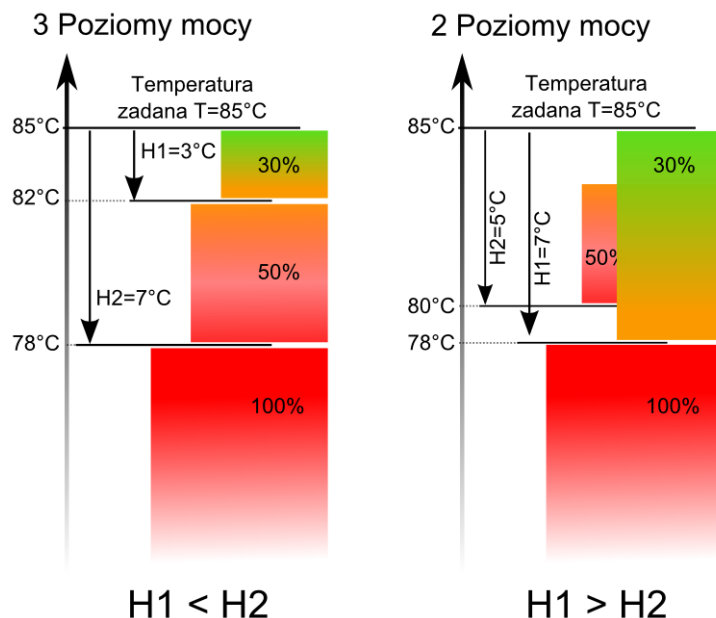 3 Poziomy mocy
Temperatura
zadana T=85°C
85°C
H1=3°C
30%
82°C
50%
H2=7°C
78°C
100%
H1 < H2
2 Poziomy mocy
Temperatura
zadana T=85°C
85°C
30%
H2=5°C
H1=7°C
50%
80°C
78°C
100%
H1 > H2